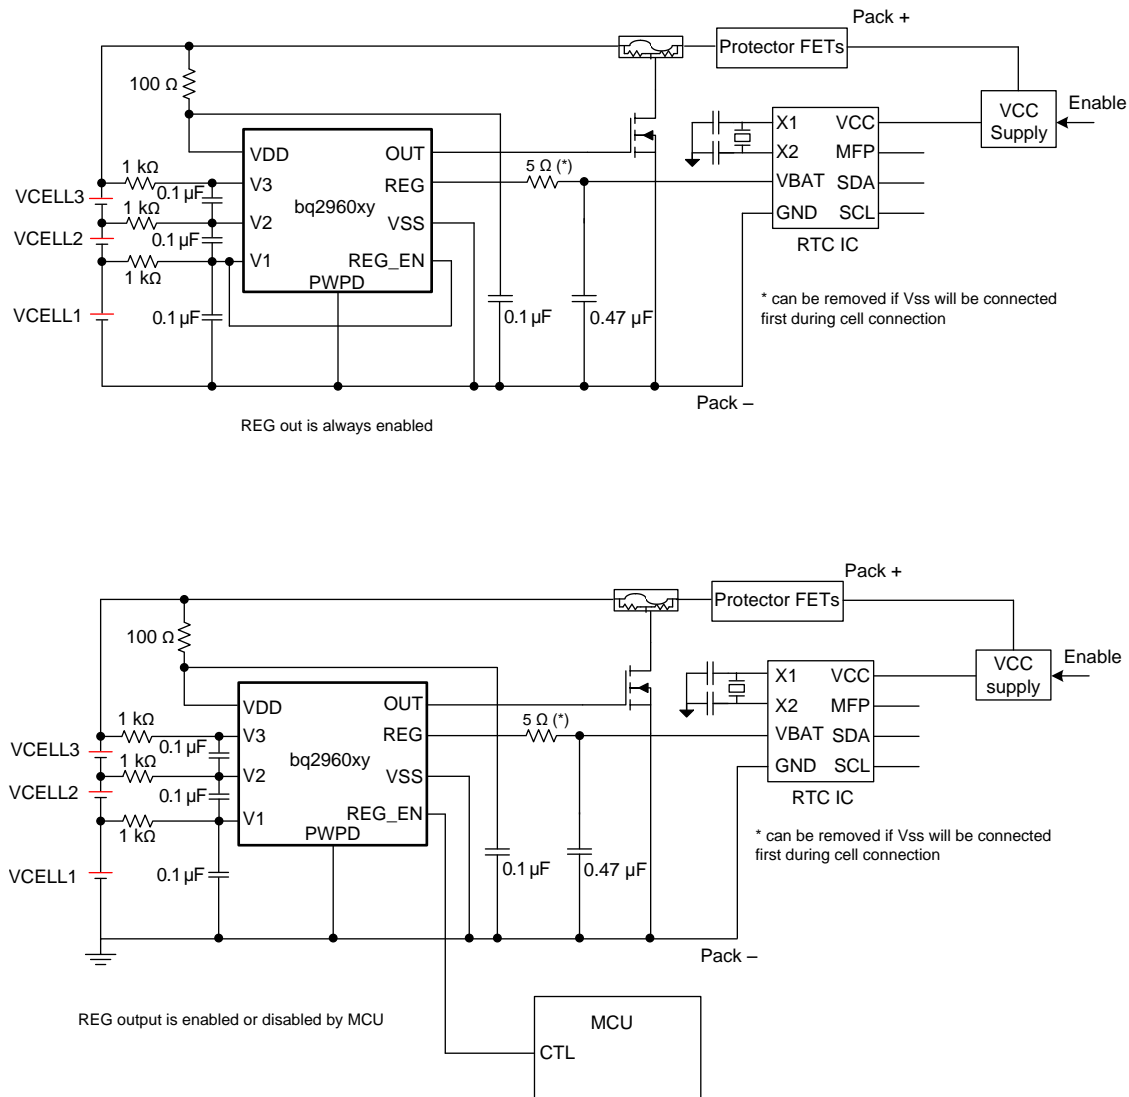 Pack +
Protector FETs
100 Ω
VCC
Supply
Enable
X1
VCC
X2
MFP
VDD
OUT
1 kΩ
5 Ω (*)
VCELL3
0.1 µF
V3
REG
VBAT
SDA
1 kΩ
bq2960xy
V2
VSS
GND
SCL
VCELL2
0.1 µF
RTC IC
V1
REG_EN
1 kΩ
PWPD
* can be removed if Vss will be connected
first during cell connection
VCELL1
0.1 µF
0.1 µF
0.47 µF
Pack –
REG out is always enabled
Pack +
Protector FETs
100 Ω
VCC
supply
Enable
X1
VCC
X2
MFP
VDD
OUT
1 kΩ
5 Ω (*)
VCELL3
0.1 µF
V3
REG
VBAT
SDA
1 kΩ
bq2960xy
V2
VSS
GND
SCL
VCELL2
0.1 µF
RTC IC
V1
REG_EN
1 kΩ
PWPD
* can be removed if Vss will be connected
first during cell connection
VCELL1
0.1 µF
0.1 µF
0.47 µF
Pack –
REG output is enabled or disabled by MCU
MCU
CTL